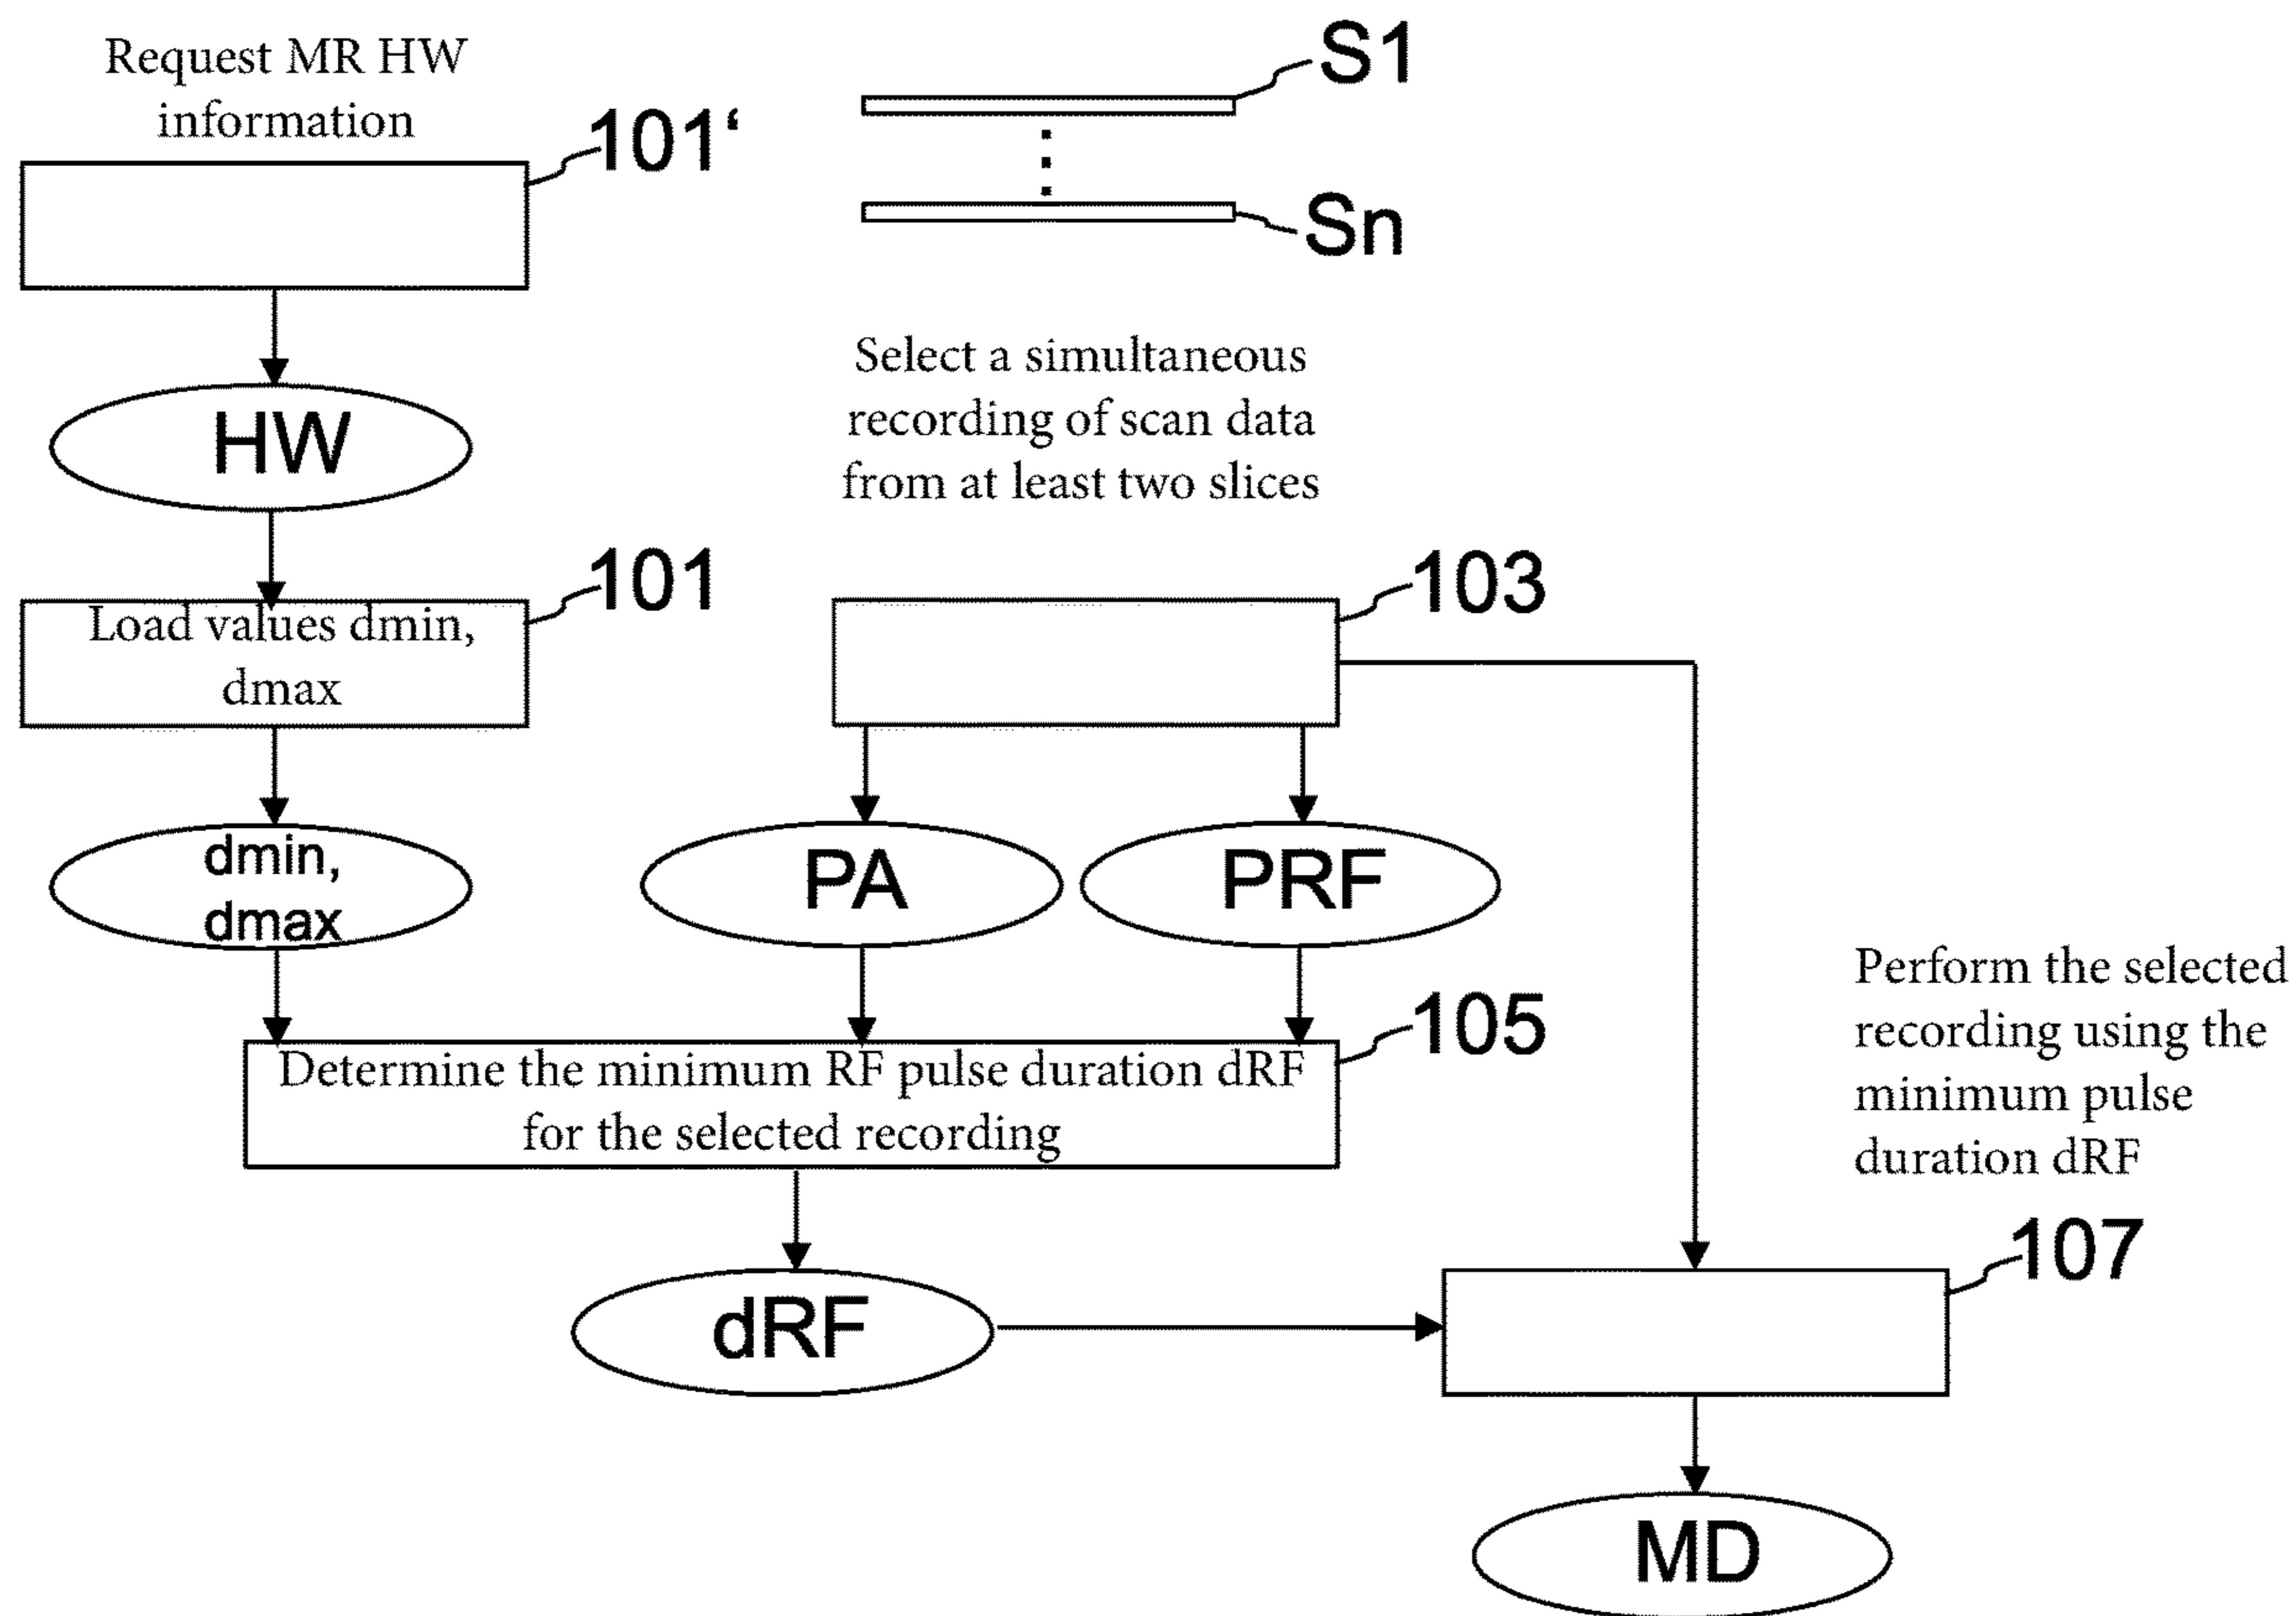 Request MR HW
information
101‘
S1
Sn
HW
Select a simultaneous
recording of scan data
from at least two slices
101
Load values dmin,
dmax
103
dmin,
dmax
PA
PRF
105
Determine the minimum RF pulse duration dRF
for the selected recording
Perform the selected
recording using the
minimum pulse
duration dRF
107
dRF
MD